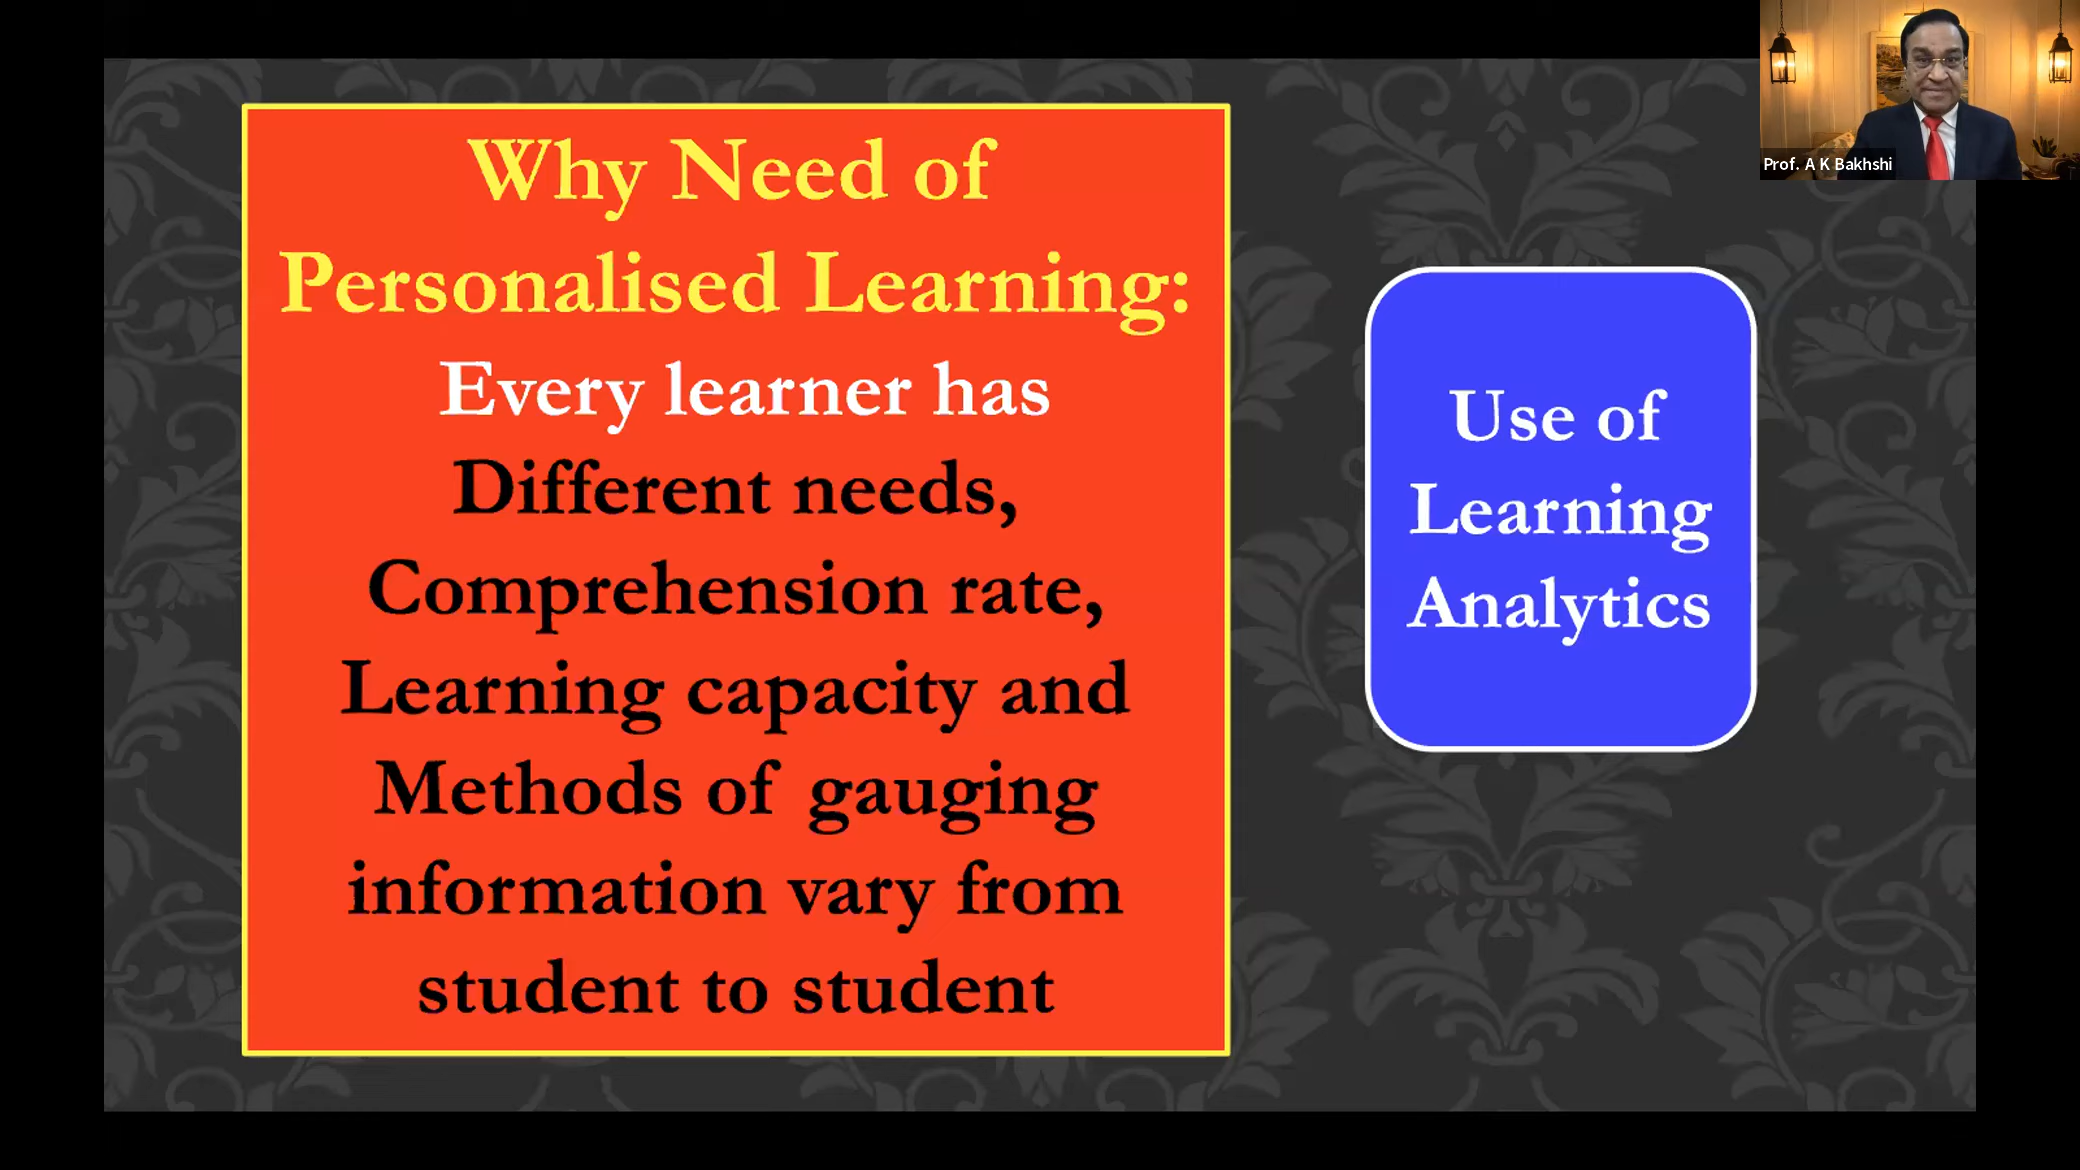 Why Need of
Personalised Learning:
Every learner has
Different needs,
Comprehension rate,
Learning capacity and
Methods of gauging
information vary from
student to student
Use of
Learning
Analytics
Prof. A K Bakhshi